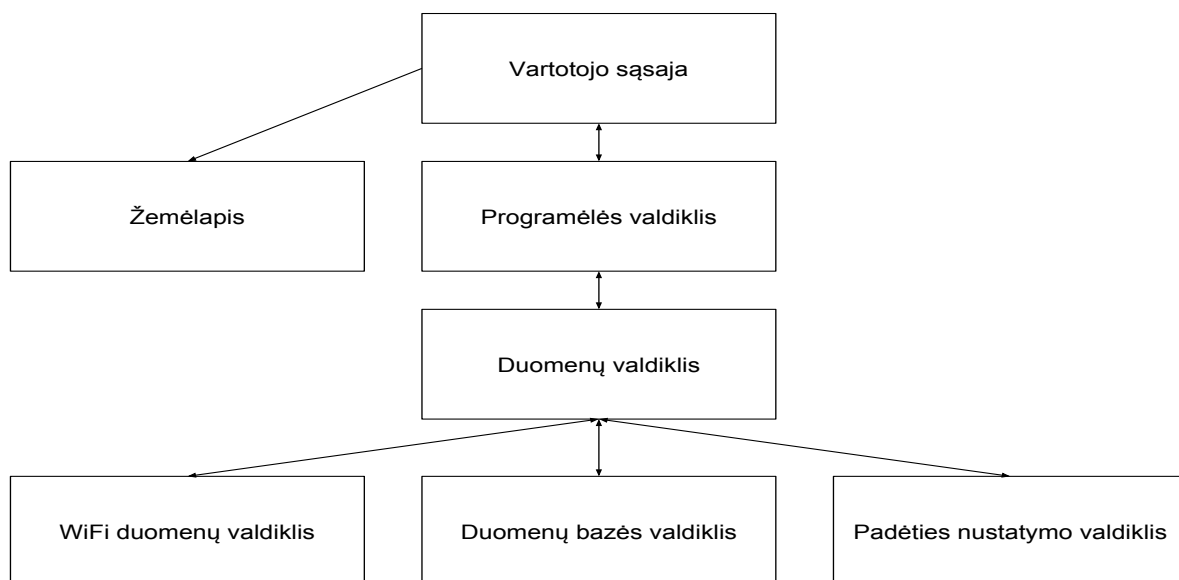 Vartotojo sąsaja
Žemėlapis
Programėlės valdiklis
Duomenų valdiklis
WiFi duomenų valdiklis
Duomenų bazės valdiklis
Padėties nustatymo valdiklis